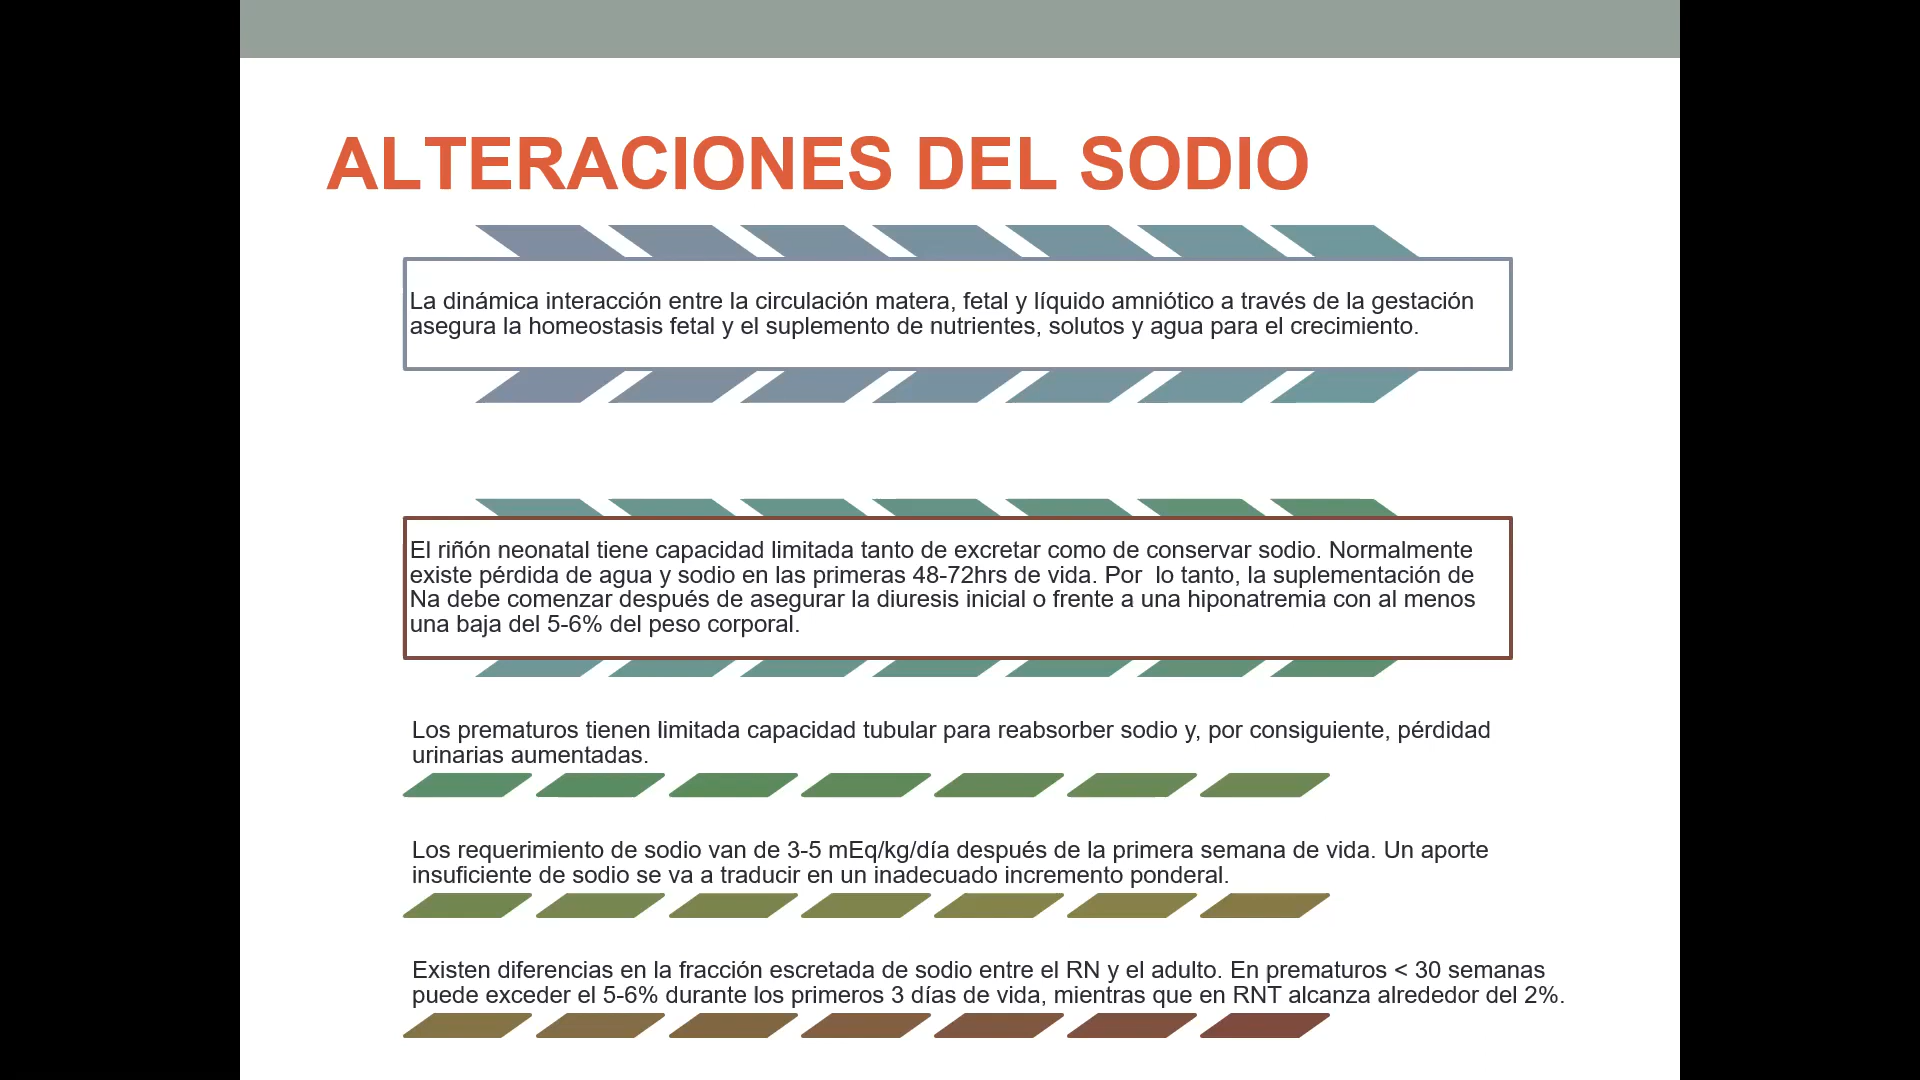 ALTERACIONES DEL SODIO
La dinámica interacción entre la circulación matera, fetal y líquido amniótico a través de la gestación
asegura la homeostasis fetal y el suplemento de nutrientes, solutos y agua para el crecimiento.
El riñón neonatal tiene capacidad limitada tanto de excretar como de conservar sodio. Normalmente
existe pérdida de agua y sodio en las primeras 48-72hrs de vida. Por  lo tanto, la suplementación de
Na debe comenzar después de asegurar la diuresis inicial o frente a una hiponatremia con al menos
una baja del 5-6% del peso corporal.
Los prematuros tienen limitada capacidad tubular para reabsorber sodio y, por consiguiente, pérdidad
urinarias aumentadas.
Los requerimiento de sodio van de 3-5 mEq/kg/día después de la primera semana de vida. Un aporte
insuficiente de sodio se va a traducir en un inadecuado incremento ponderal.
Existen diferencias en la fracción escretada de sodio entre el RN y el adulto. En prematuros < 30 semanas
puede exceder el 5-6% durante los primeros 3 días de vida, mientras que en RNT alcanza alrededor del 2%.